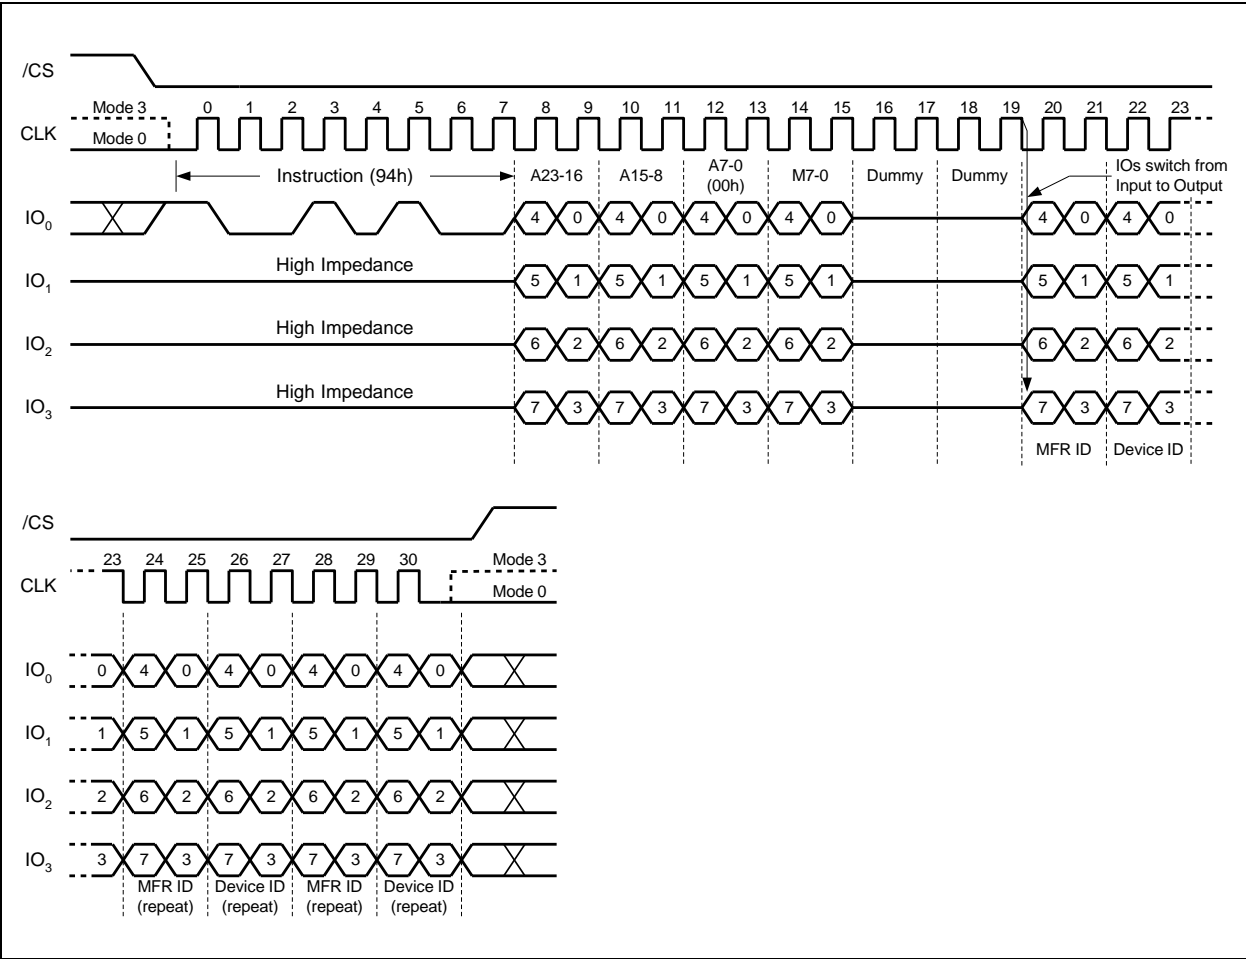 /CS
Mode 3 0 1 2 3 4 5 6 7 8 9 10 11 12 13 14 15 16 17 18 19 20 21 22 23
CLK Mode 0
Instruction (94h) A23-16 A15-8 A7-0 (00h) M7-0 Dummy Dummy IOs switch from Input to Output
IO0 4 0 4 0 4 0 4 0 4 0 4 0
High Impedance
IO1 5 1 5 1 5 1 5 1 5 1 5 1
High Impedance
IO2 6 2 6 2 6 2 6 2 6 2 6 2
High Impedance
IO3 7 3 7 3 7 3 7 3 7 3 7 3
MFR ID Device ID
/CS
23 24 25 26 27 28 29 30 Mode 3
CLK Mode 0
IO0 0 4 0 4 0 4 0 4 0
IO1 1 5 1 5 1 5 1 5 1
IO2 2 6 2 6 2 6 2 6 2
IO3 3 7 3 7 3 7 3 7 3
MFR ID Device ID MFR ID Device ID
(repeat) (repeat) (repeat) (repeat)